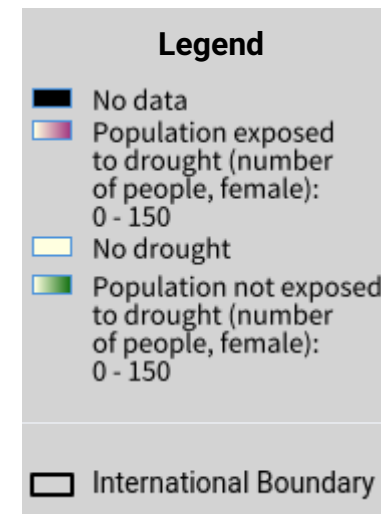 Legend
No data
Population exposed
to drought (number
of people, female):
0 - 150
No drought
Population not exposed
to drought (number
of people, female):
0 - 150
International Boundary